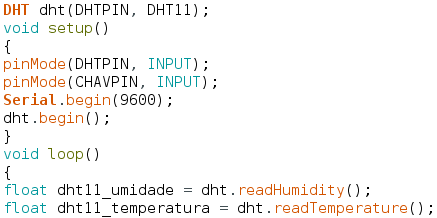 DHT dht(DHTPIN, DHT11);
void setup()
{
pinMode(DHTPIN, INPUT);
pinMode(CHAVPIN, INPUT);
Serial.begin(9600);
dht.begin();
}
void loop()
{
float dht11_umidade = dht.readHumidity();
float dht11_temperatura = dht.readTemperature();